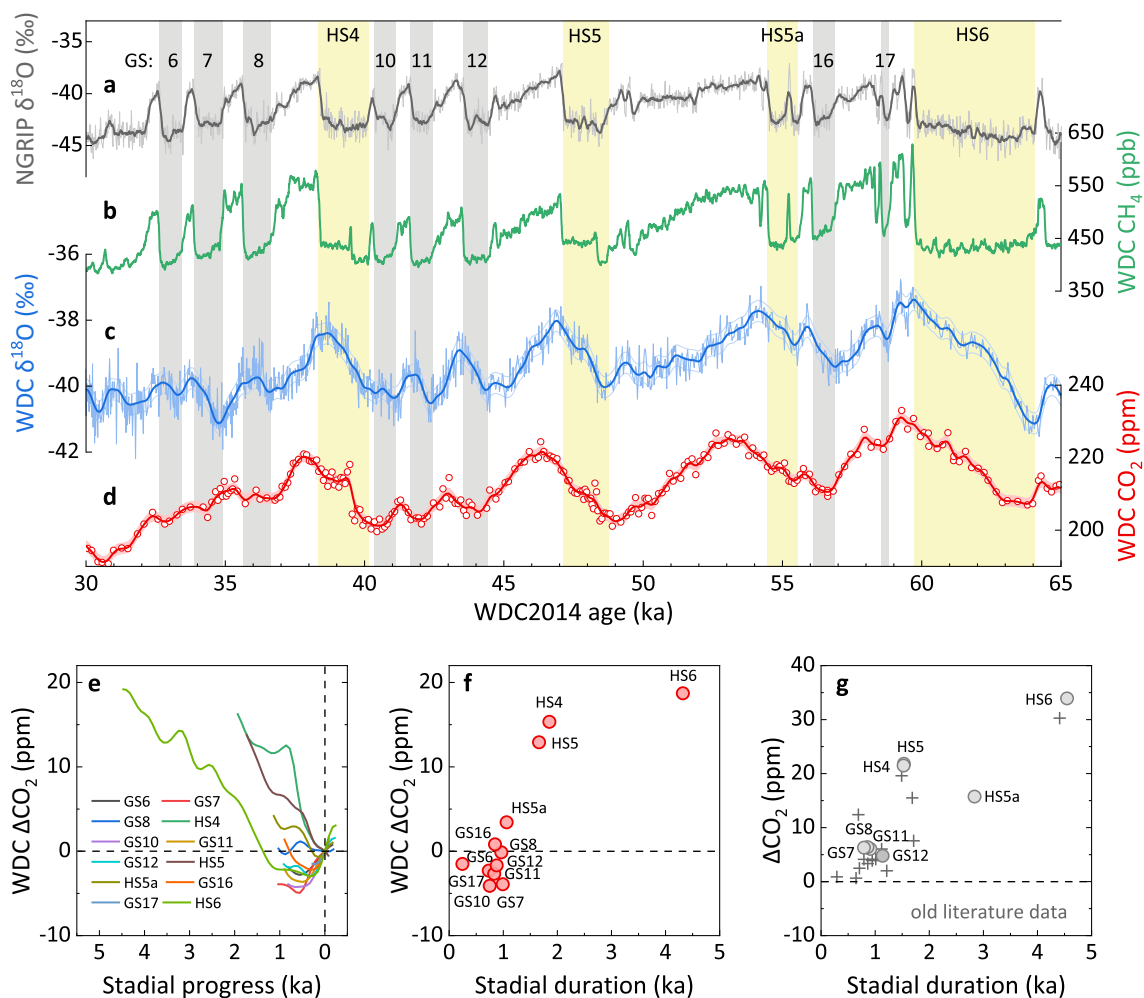 HS4 HS5 HS5a HS6
GS: 6 7 8 10 11 12 16 17
a
b
c
d
NGRIP δ¹⁸O (‰)
-35
-40
-45
WDC CH₄ (ppb)
650
550
450
350
WDC δ¹⁸O (‰)
-36
-38
-40
-42
WDC CO₂ (ppm)
240
220
200
30 35 40 45 50 55 60 65
WDC2014 age (ka)
e
WDC ΔCO₂ (ppm)
20
10
0
-10
GS6 GS7
GS8 HS4
GS10 GS11
GS12 HS5
HS5a GS16
GS17 HS6
5 4 3 2 1 0
Stadial progress (ka)
f
WDC ΔCO₂ (ppm)
20
10
0
-10
HS6
HS4
HS5
HS5a
GS16
GS8
GS6 GS12
GS17 GS11
GS10 GS7
0 1 2 3 4 5
Stadial duration (ka)
g
ΔCO₂ (ppm)
40
30
20
10
0
-10
HS6
HS5
HS4
HS5a
GS8 GS11
GS7 GS12
old literature data
0 1 2 3 4 5
Stadial duration (ka)